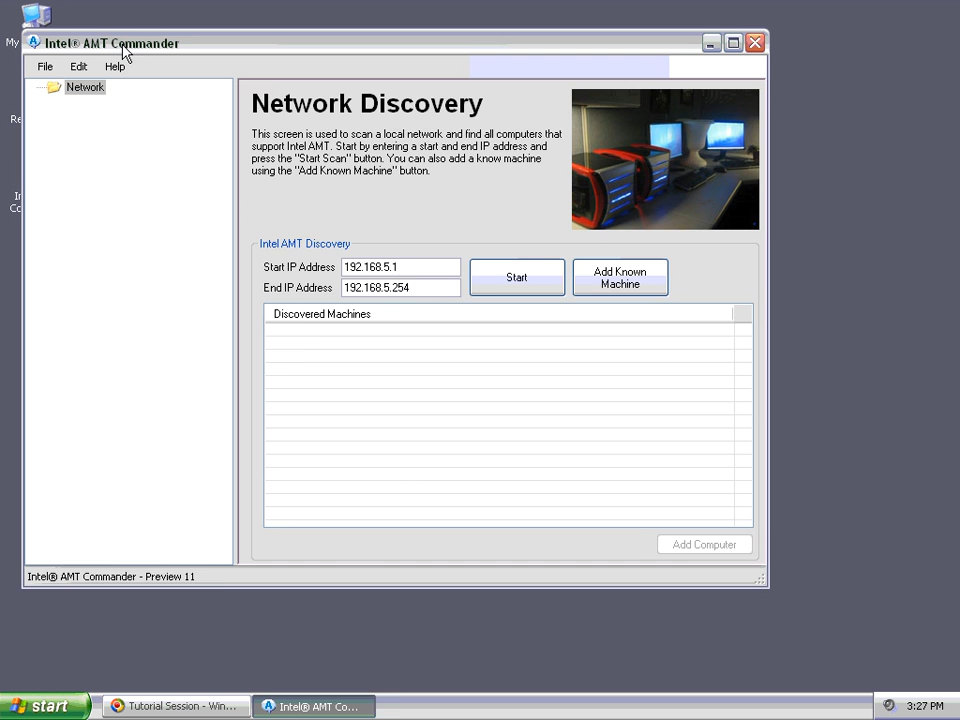 My
Intel® AMT Commander
File Edit Help
Network
Network Discovery
This screen is used to scan a local network and find all computers that
support Intel AMT. Start by entering a start and end IP address and
press the "Start Scan" button. You can also add a know machine
using the "Add Known Machine" button.
Re
In
Co
Intel AMT Discovery
Start IP Address 192.168.5.1
End IP Address 192.168.5.254
Start
Add Known
Machine
Discovered Machines
Add Computer
Intel® AMT Commander - Preview 11
start
Tutorial Session - Win...
Intel® AMT Co...
3:27 PM